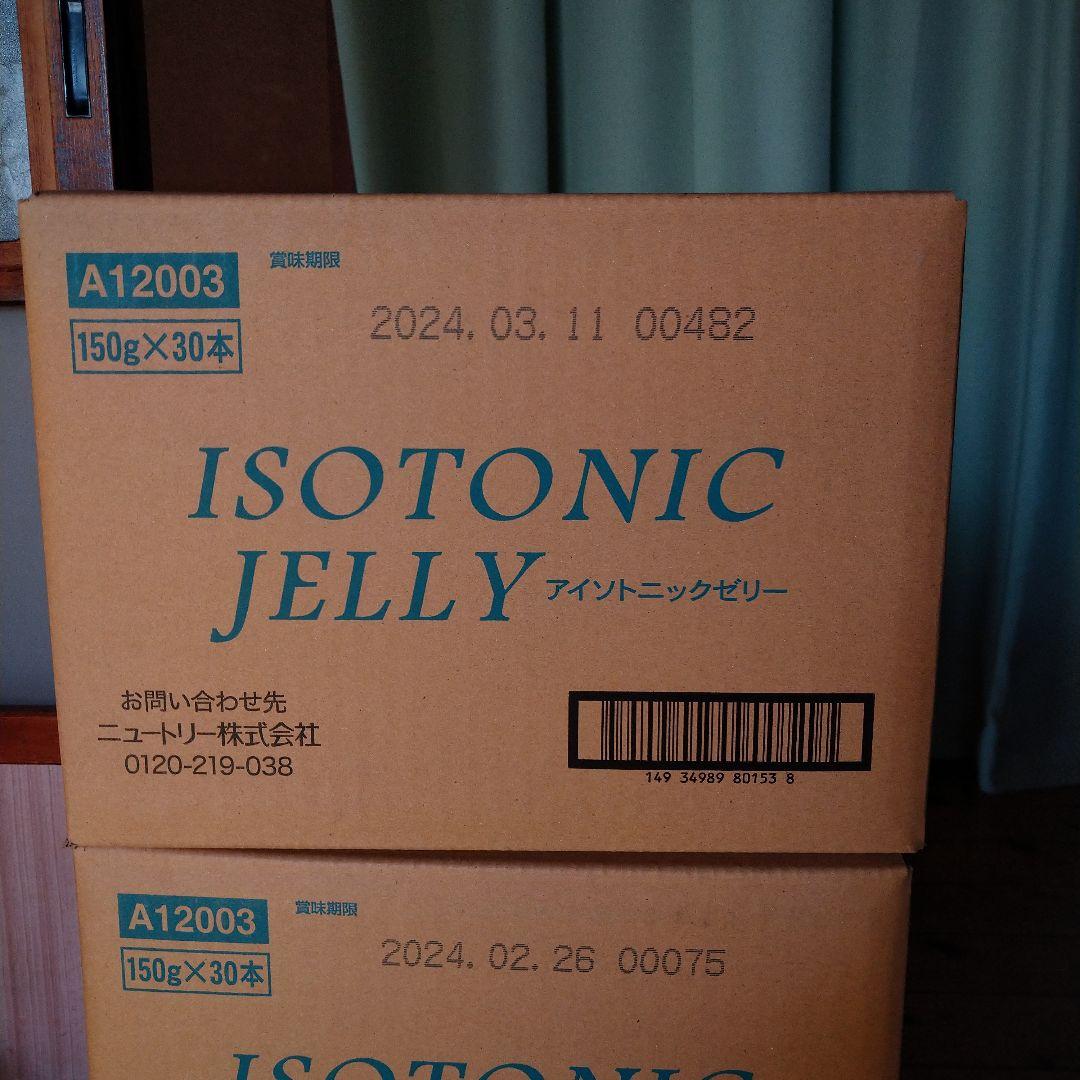 A12003
賞味期限
150g×30本
2024. 03. 11 00482
ISOTONIC
JELLY アイソトニックゼリー
お問い合わせ先
ニュートリー株式会社
0120-219-038
149 34989 80153 8
A12003
賞味期限
150g×30本
2024. 02. 26 00075
ISOTONIC